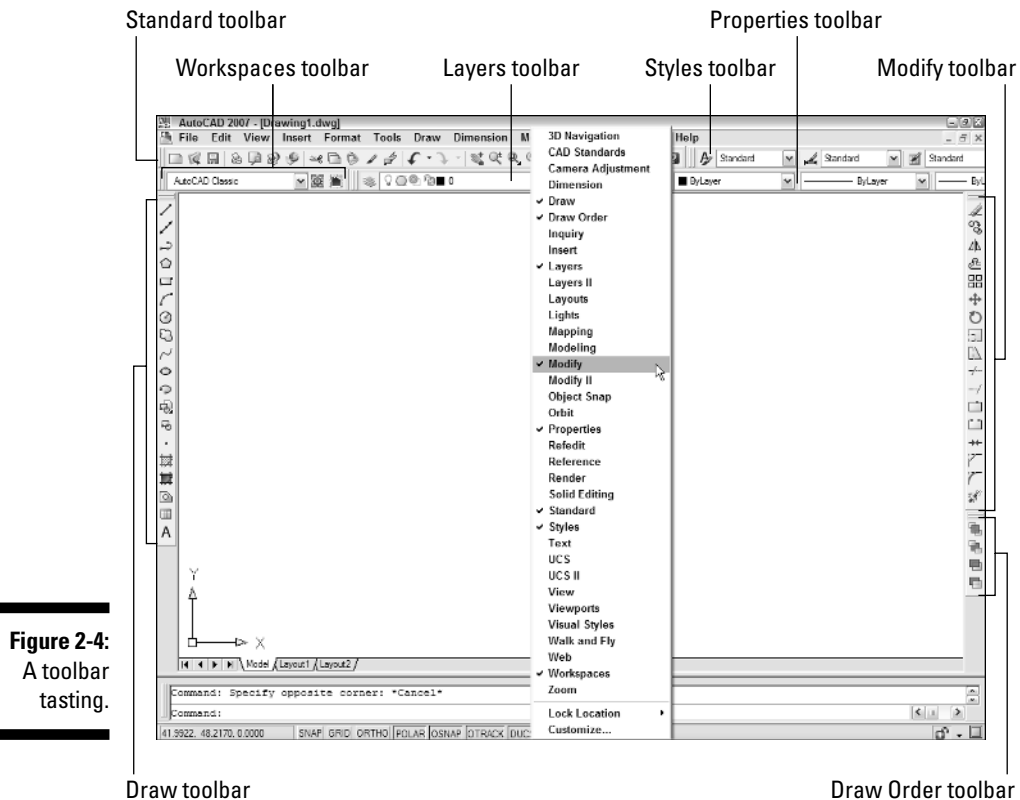 Standard toolbar
Properties toolbar
Workspaces toolbar
Layers toolbar
Styles toolbar
Modify toolbar
AutoCAD 2007 - [Drawing1.dwg]
File Edit View Insert Format Tools Draw Dimension M
Help
Standard
Standard
Standard
AutoCAD Classic
0
ByLayer
ByLayer
ByL
3D Navigation
CAD Standards
Camera Adjustment
Dimension
Draw
Draw Order
Inquiry
Insert
Layers
Layers II
Layouts
Lights
Mapping
Modeling
Modify
Modify II
Object Snap
Orbit
Properties
Refedit
Reference
Render
Solid Editing
Standard
Styles
Text
UCS
UCS II
View
Viewports
Visual Styles
Walk and Fly
Web
Workspaces
Zoom
Lock Location
Customize...
A
Y
X
Model Layout1 Layout2
Command: Specify opposite corner: *Cancel*
Command:
41.9922, 48.2170, 0.0000 SNAP GRID ORTHO POLAR OSNAP OTRACK DUC
Figure 2-4:
A toolbar
tasting.
Draw toolbar
Draw Order toolbar